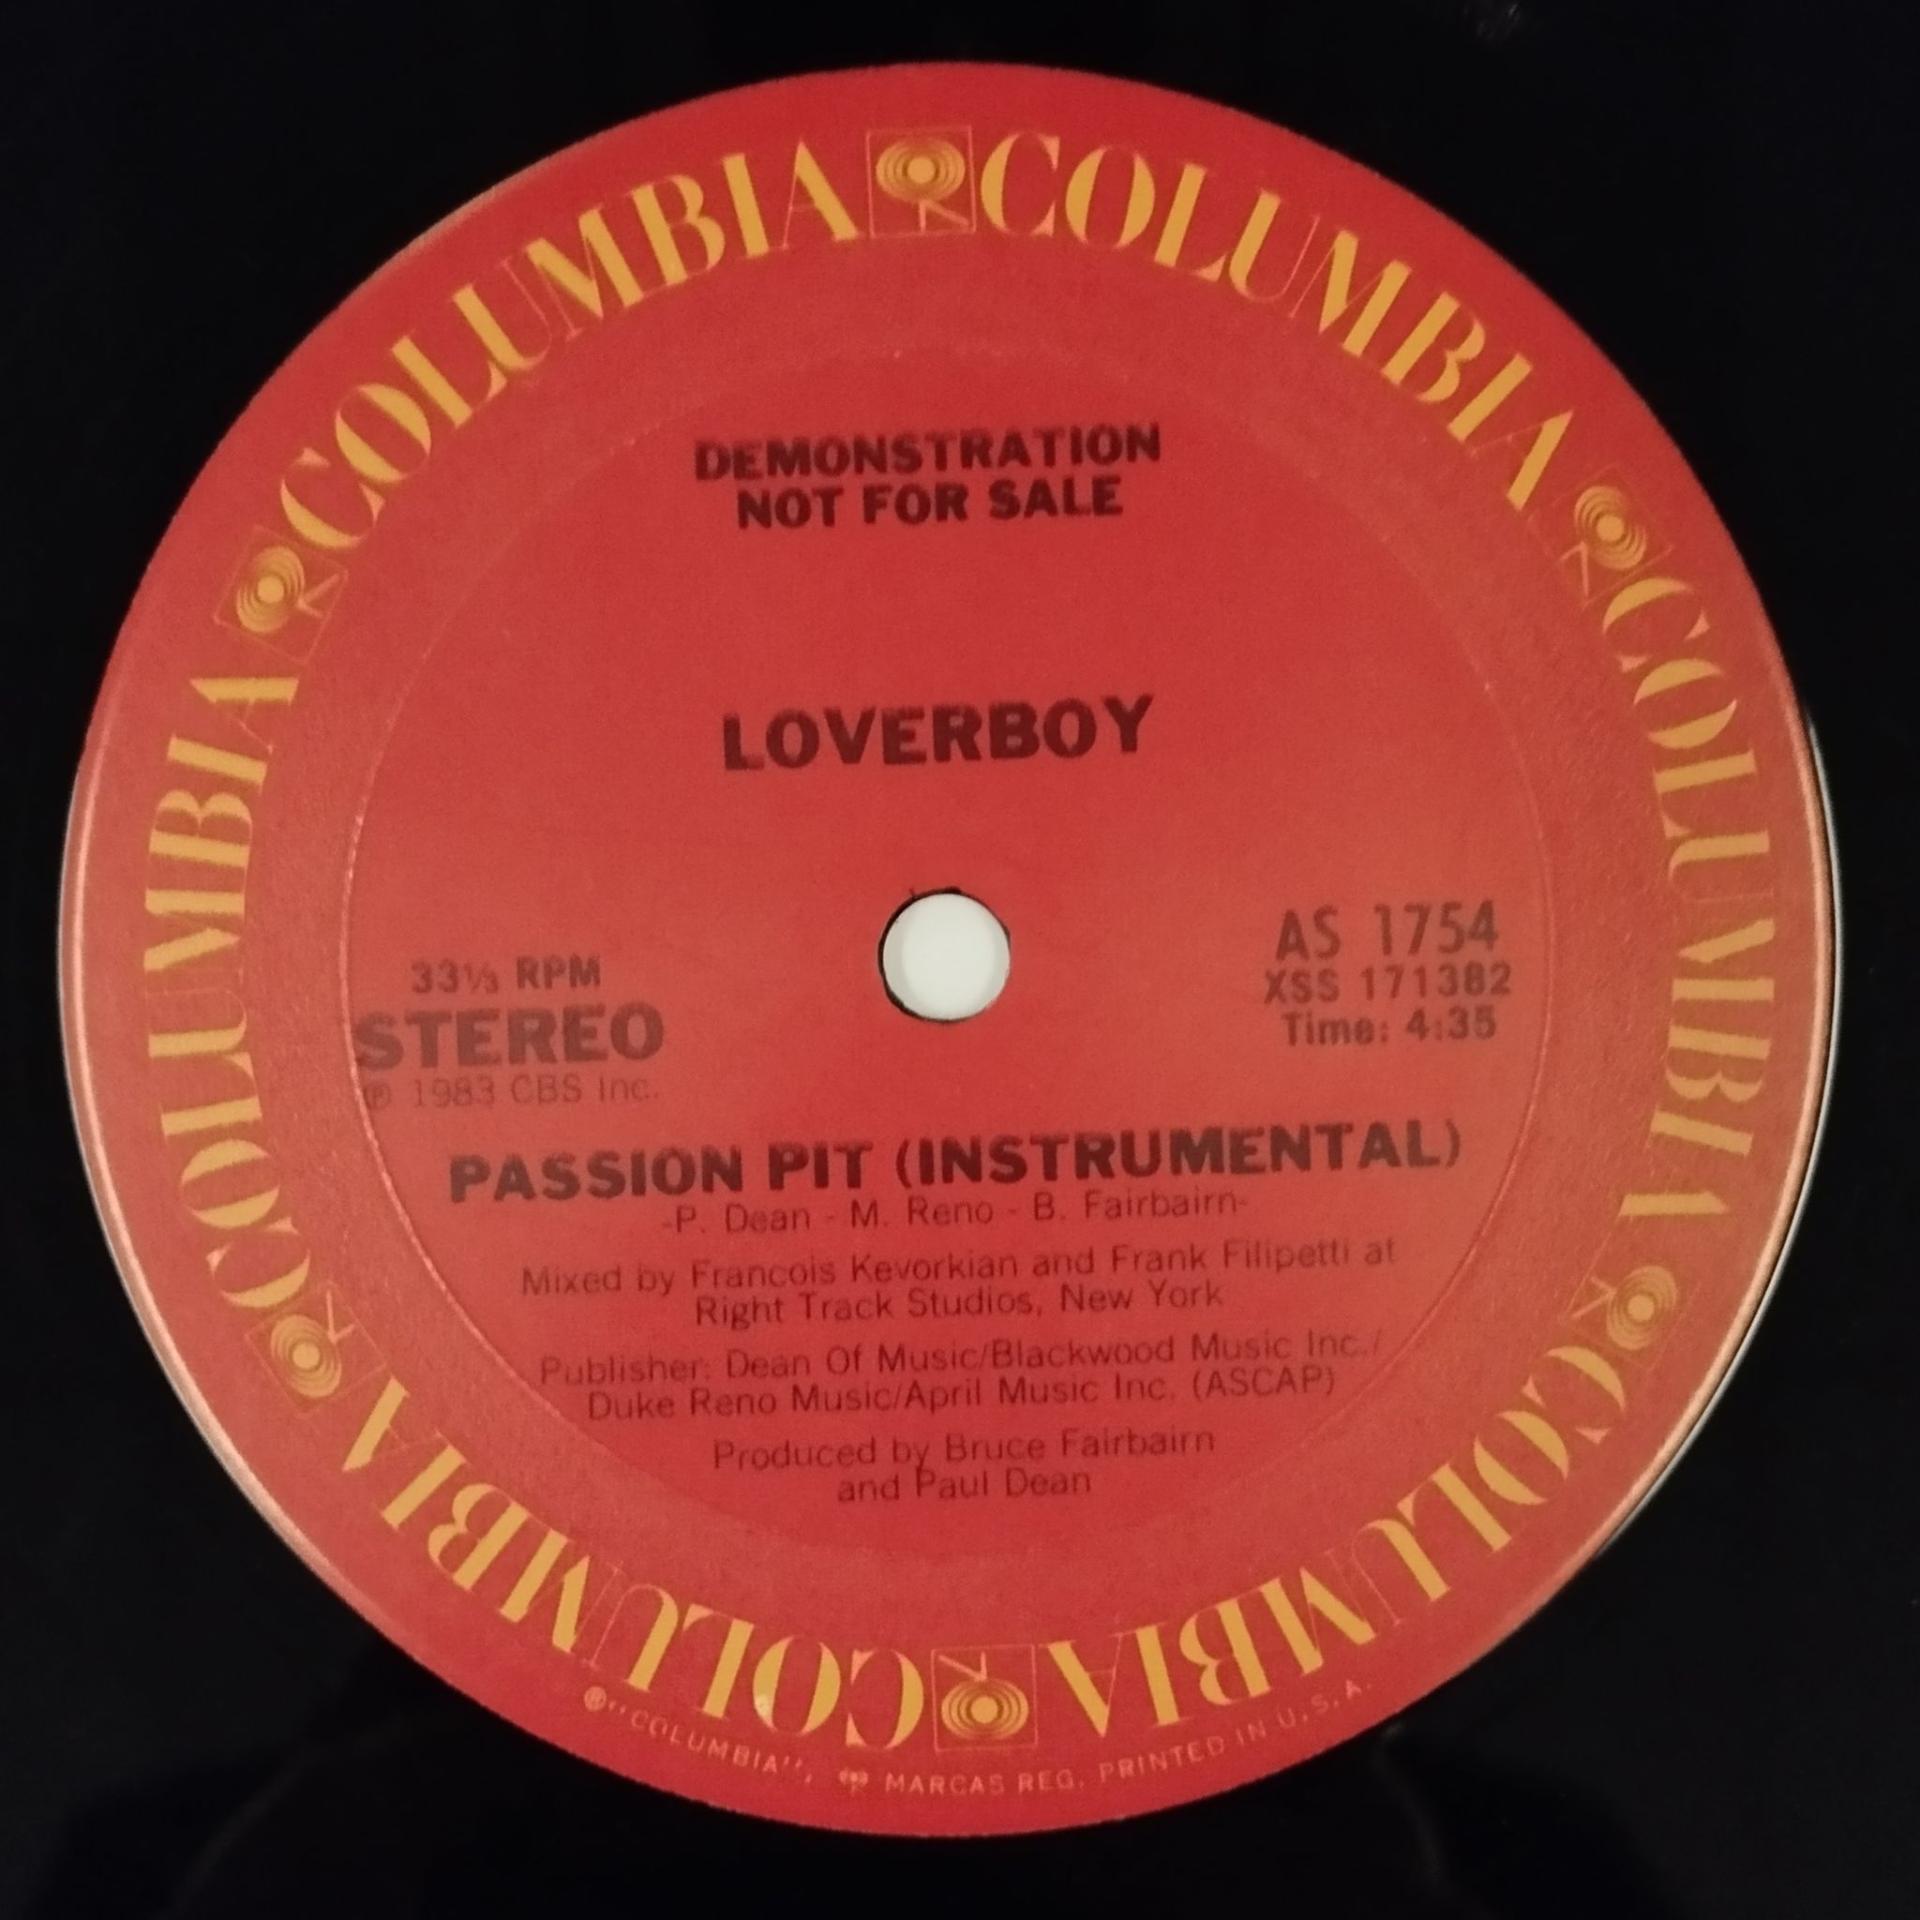 COLUMBIA COLUMBIA COLUMBIA COLUMBIA COLUMBIA COLUMBIA
DEMONSTRATION
NOT FOR SALE
LOVERBOY
33⅓ RPM
STEREO
℗ 1983 CBS Inc.
AS 1754
XSS 171382
Time: 4:35
PASSION PIT (INSTRUMENTAL)
-P. Dean - M. Reno - B. Fairbairn-
Mixed by Francois Kevorkian and Frank Filipetti at
Right Track Studios, New York
Publisher: Dean Of Music/Blackwood Music Inc./
Duke Reno Music/April Music Inc. (ASCAP)
Produced by Bruce Fairbairn
and Paul Dean
®"COLUMBIA", MARCAS REG. PRINTED IN U.S.A.